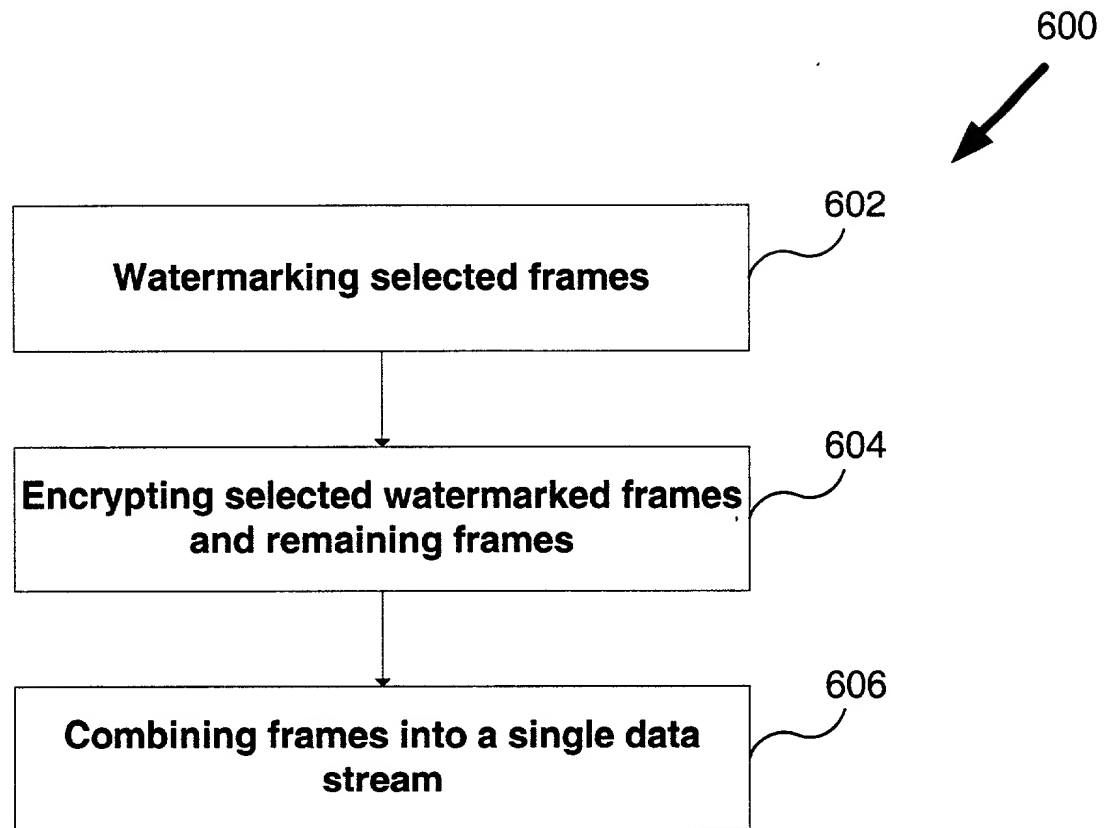 600
602
Watermarking selected frames
604
Encrypting selected watermarked frames
and remaining frames
606
Combining frames into a single data
stream